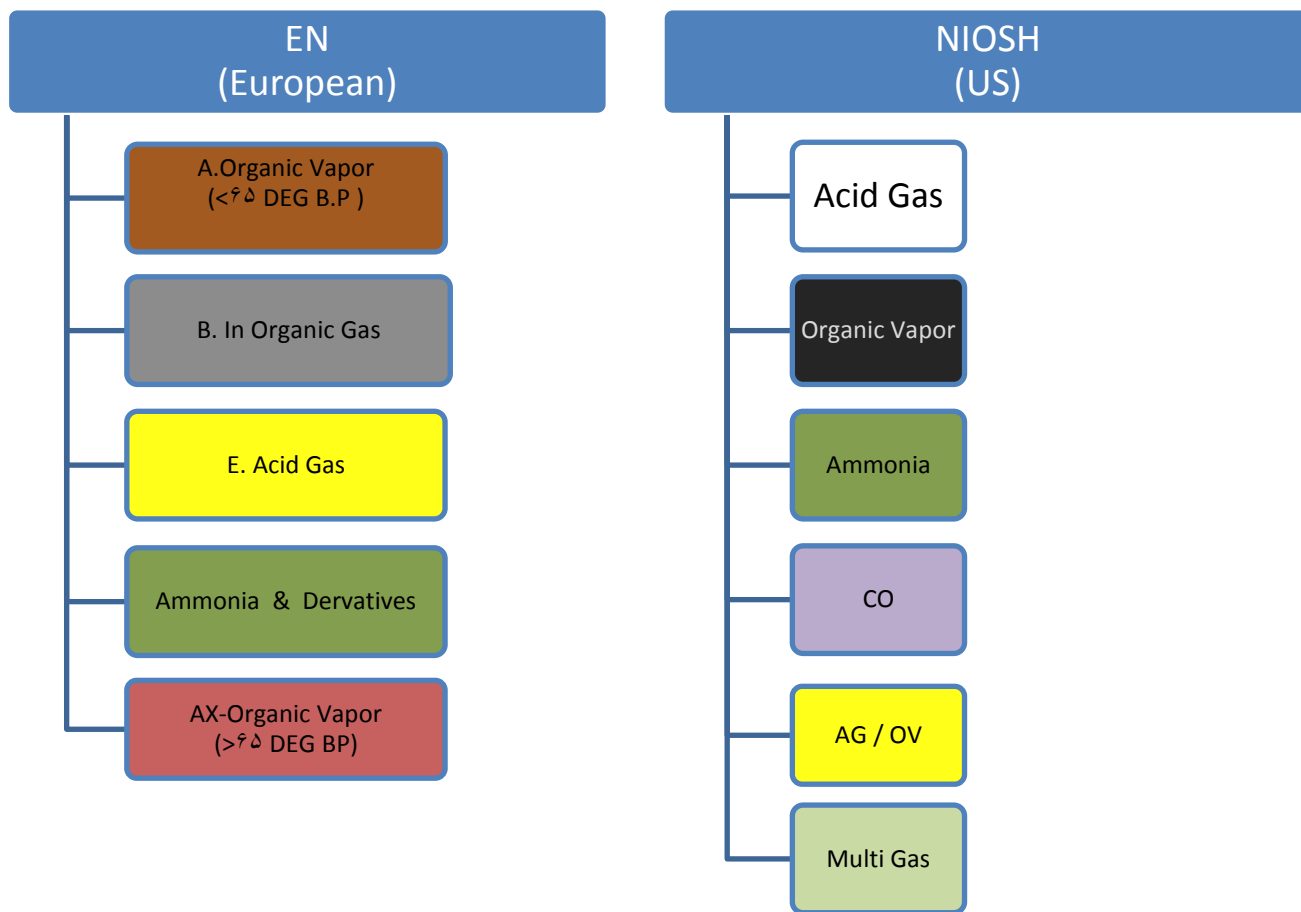 EN
(European)
A.Organic Vapor
(<۶۵ DEG B.P )
B. In Organic Gas
E. Acid Gas
Ammonia & Dervatives
AX-Organic Vapor
(>۶۵ DEG BP)
NIOSH
(US)
Acid Gas
Organic Vapor
Ammonia
CO
AG / OV
Multi Gas